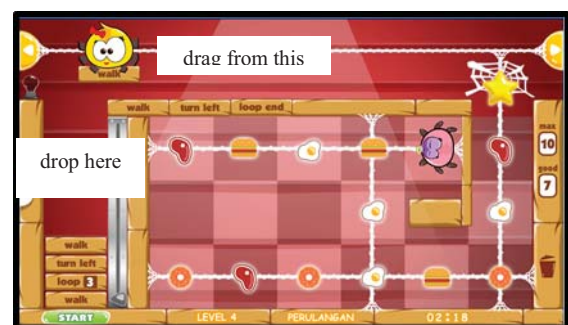 drag from this
walk
walk turn left loop end
max
10
drop here
good
7
walk
turn left
loop 3
walk
START LEVEL 4 PERULANGAN 02:18